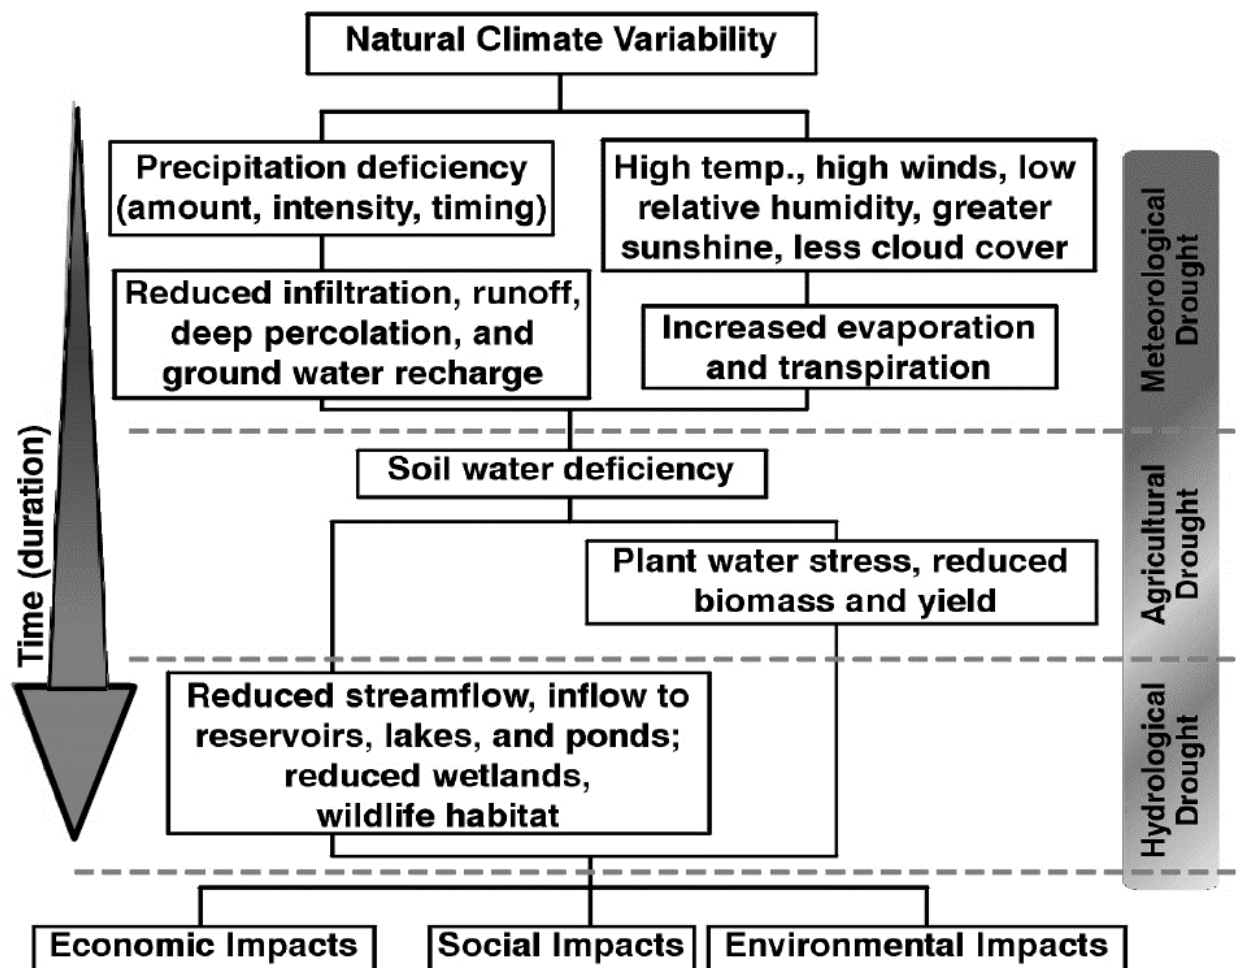 Natural Climate Variability
Precipitation deficiency
(amount, intensity, timing)
High temp., high winds, low
relative humidity, greater
sunshine, less cloud cover
Reduced infiltration, runoff,
deep percolation, and
ground water recharge
Increased evaporation
and transpiration
Meteorological
Drought
Time (duration)
Soil water deficiency
Plant water stress, reduced
biomass and yield
Agricultural
Drought
Reduced streamflow, inflow to
reservoirs, lakes, and ponds;
reduced wetlands,
wildlife habitat
Hydrological
Drought
Economic Impacts
Social Impacts
Environmental Impacts